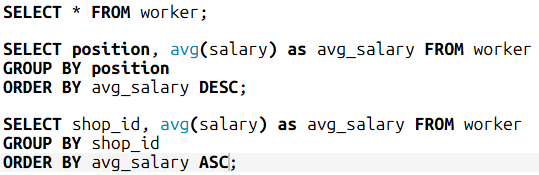 SELECT * FROM worker;

SELECT position, avg(salary) as avg_salary FROM worker
GROUP BY position
ORDER BY avg_salary DESC;

SELECT shop_id, avg(salary) as avg_salary FROM worker
GROUP BY shop_id
ORDER BY avg_salary ASC;